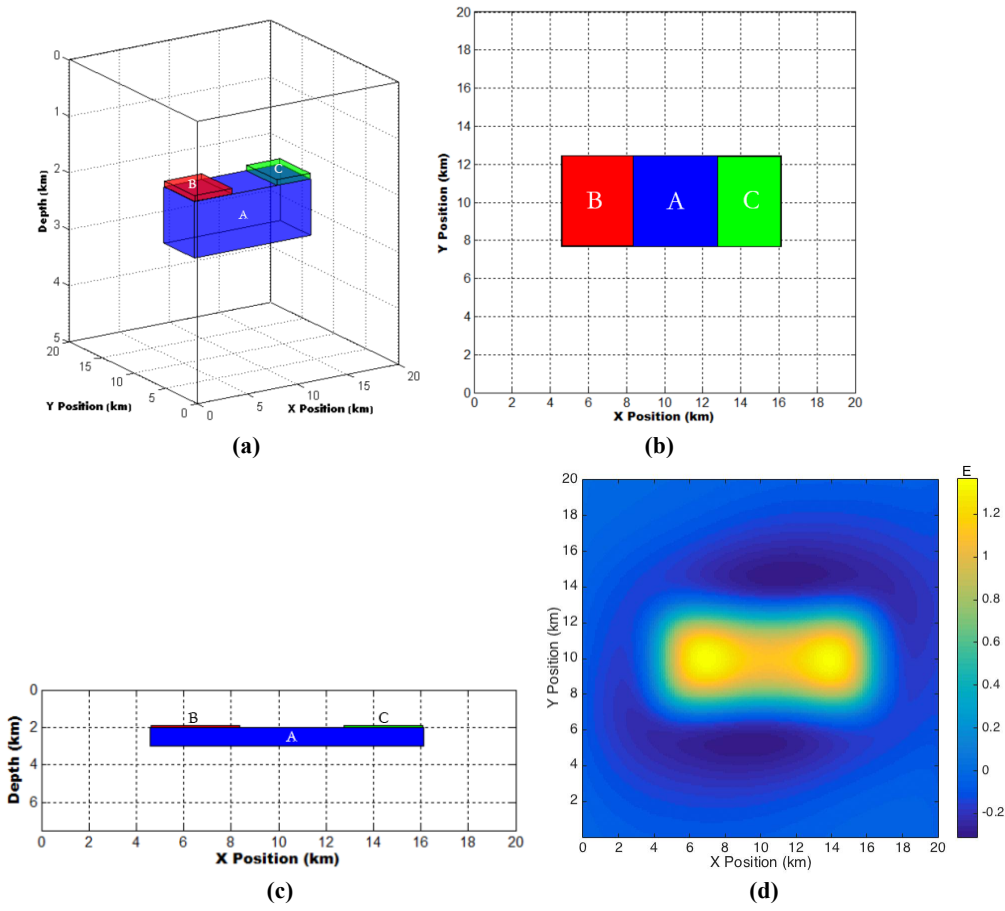 0
1
2
3
4
5
Depth (km)
B
C
A
20
15
10
5
0
Y Position (km)
0
5
10
15
20
X Position (km)
(a)
20
18
16
14
12
10
8
6
4
2
0
Y Position (km)
B A C
0 2 4 6 8 10 12 14 16 18 20
X Position (km)
(b)
0
2
4
6
Depth (km)
B C
A
0 2 4 6 8 10 12 14 16 18 20
X Position (km)
(c)
20
18
16
14
12
10
8
6
4
2
Y Position (km)
0 2 4 6 8 10 12 14 16 18 20
X Position (km)
E
1.2
1
0.8
0.6
0.4
0.2
0
-0.2
(d)